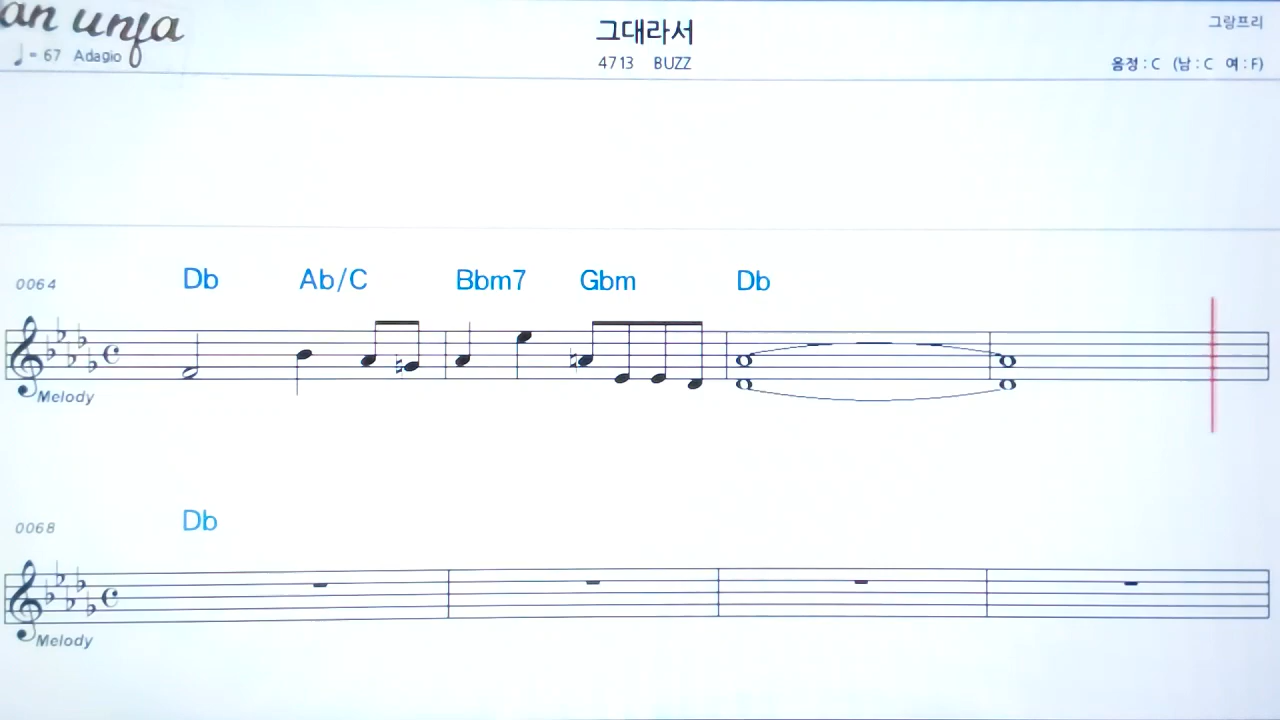 an unfa
그대라서
그랑프리
♩= 67 Adagio
4713 BUZZ
음정 : C (남 : C 여 : F)
0064
Db Ab/C Bbm7 Gbm Db
Melody
0068
Db
Melody